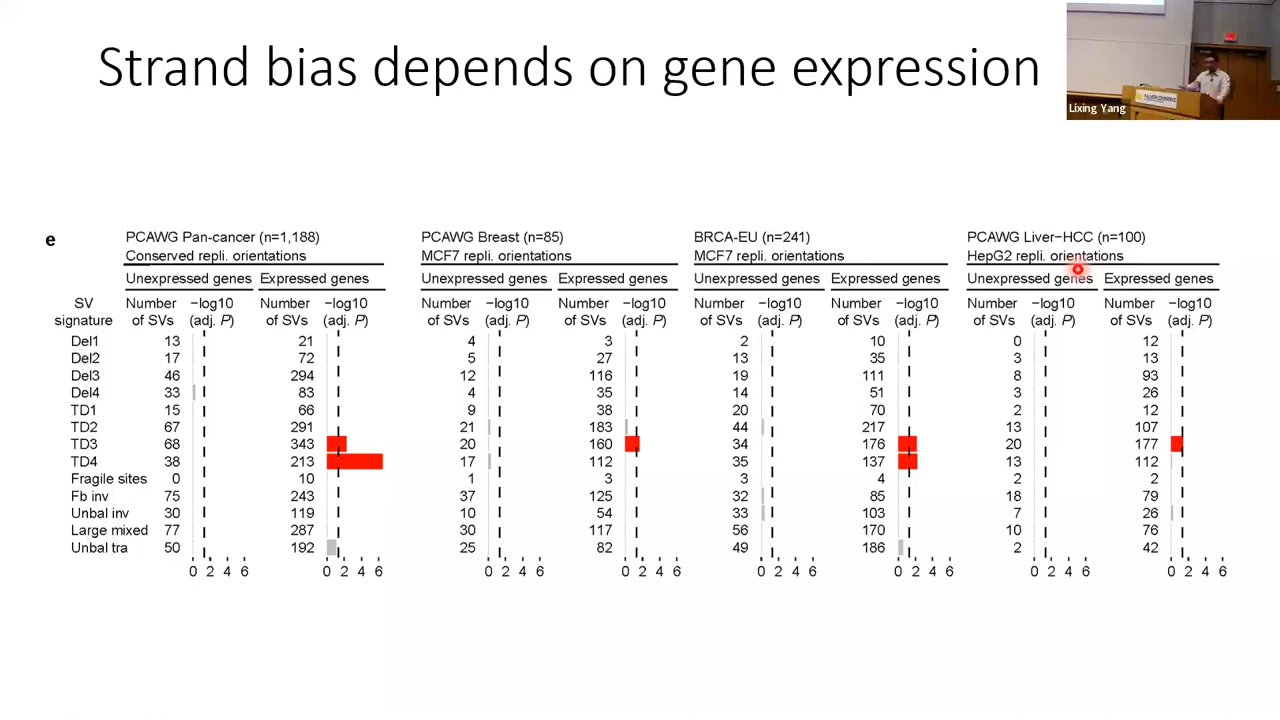 Strand bias depends on gene expression
Lixing Yang
e
PCAWG Pan-cancer (n=1,188) PCAWG Breast (n=85) BRCA-EU (n=241) PCAWG Liver−HCC (n=100)
Conserved repli. orientations MCF7 repli. orientations MCF7 repli. orientations HepG2 repli. orientations
Unexpressed genes Expressed genes Unexpressed genes Expressed genes Unexpressed genes Expressed genes Unexpressed genes Expressed genes
SV Number −log10 Number −log10 Number −log10 Number −log10 Number −log10 Number −log10 Number −log10 Number −log10
signature of SVs (adj. P) of SVs (adj. P) of SVs (adj. P) of SVs (adj. P) of SVs (adj. P) of SVs (adj. P) of SVs (adj. P) of SVs (adj. P)
Del1 13 21 4 3 2 10 0 12
Del2 17 72 5 27 13 35 3 13
Del3 46 294 12 116 19 111 8 93
Del4 33 83 4 35 14 51 3 26
TD1 15 66 9 38 20 70 2 12
TD2 67 291 21 183 44 217 13 107
TD3 68 343 20 160 34 176 20 177
TD4 38 213 17 112 35 137 13 112
Fragile sites 0 10 1 3 3 4 2 2
Fb inv 75 243 37 125 32 85 18 79
Unbal inv 30 119 10 54 33 103 7 26
Large mixed 77 287 30 117 56 170 10 76
Unbal tra 50 192 25 82 49 186 2 42
0 2 4 6 0 2 4 6 0 2 4 6 0 2 4 6 0 2 4 6 0 2 4 6 0 2 4 6 0 2 4 6